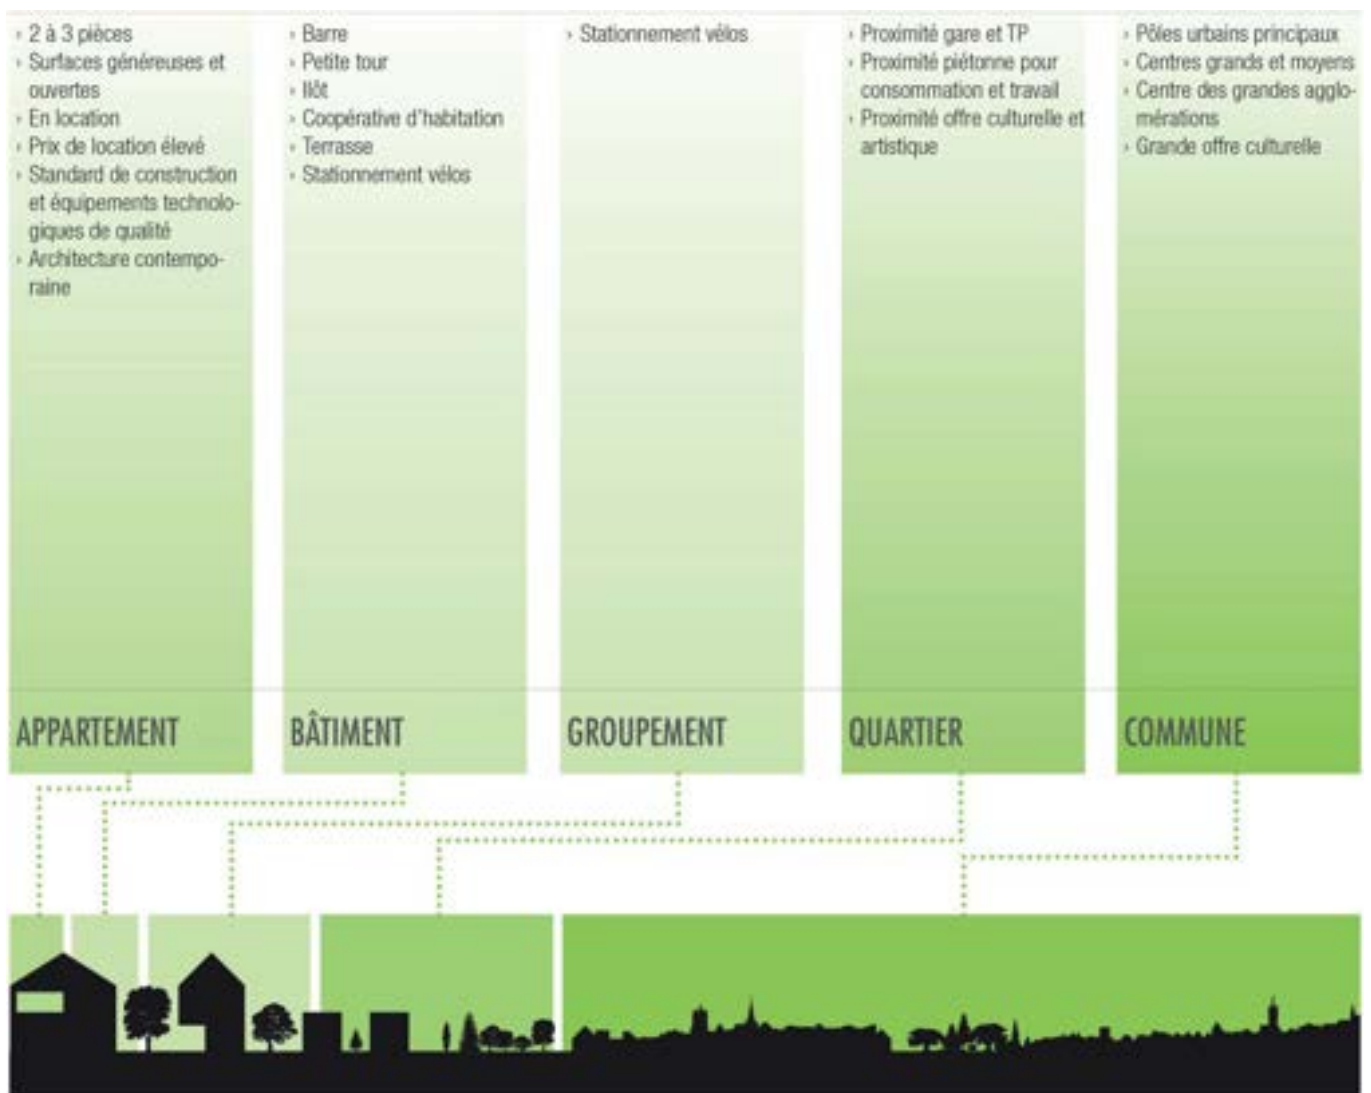 › 2 à 3 pièces
› Surfaces généreuses et
ouvertes
› En location
› Prix de location élevé
› Standard de construction
et équipements technolo-
giques de qualité
› Architecture contempo-
raine
APPARTEMENT
› Barre
› Petite tour
› Ilôt
› Coopérative d'habitation
› Terrasse
› Stationnement vélos
BÂTIMENT
› Stationnement vélos
GROUPEMENT
› Proximité gare et TP
› Proximité piétonne pour
consommation et travail
› Proximité offre culturelle et
artistique
QUARTIER
› Pôles urbains principaux
› Centres grands et moyens
› Centre des grandes agglo-
mérations
› Grande offre culturelle
COMMUNE